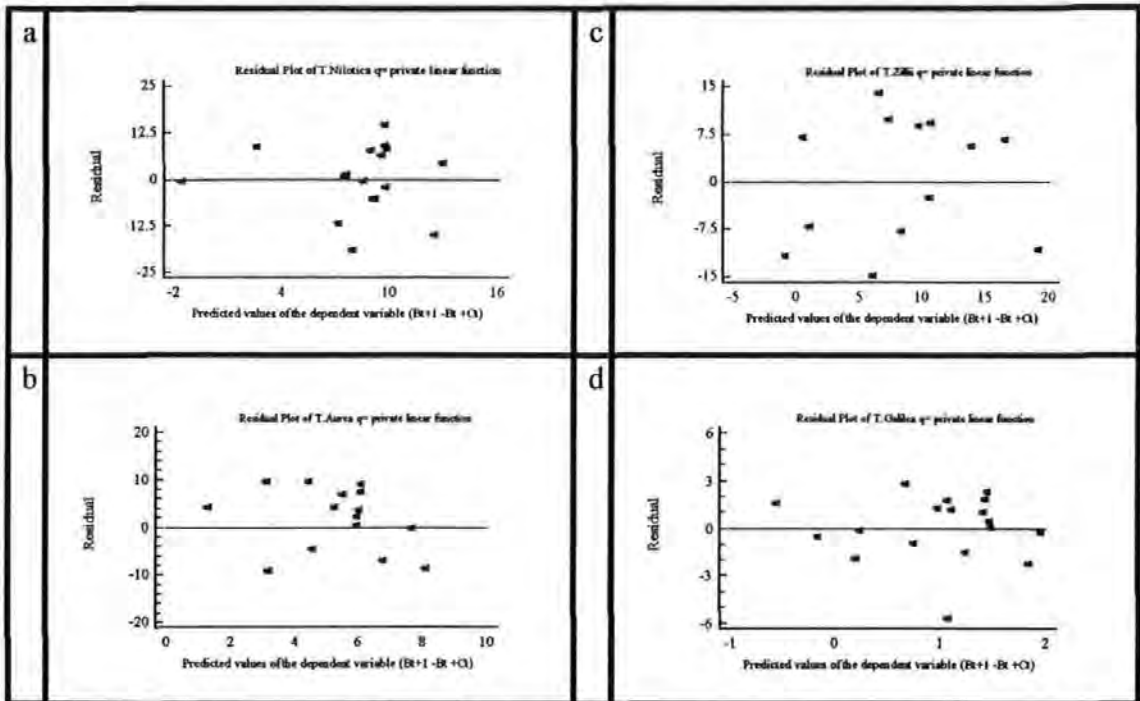 a
Residual Plot of T.Nilotica q= private linear function
Residual
25
12.5
0
-12.5
-25
-2 4 10 16
Predicted values of the dependent variable (Bt+1 -Bt +Ct)
c
Residual Plot of T.Zillii q= private linear function
Residual
15
7.5
0
-7.5
-15
-5 0 5 10 15 20
Predicted values of the dependent variable (Bt+1 -Bt +Ct)
b
Residual Plot of T.Aurea q= private linear function
Residual
20
10
0
-10
-20
0 2 4 6 8 10
Predicted values of the dependent variable (Bt+1 -Bt +Ct)
d
Residual Plot of T.Galilea q= private linear function
Residual
6
3
0
-3
-6
-1 0 1 2
Predicted values of the dependent variable (Bt+1 -Bt +Ct)